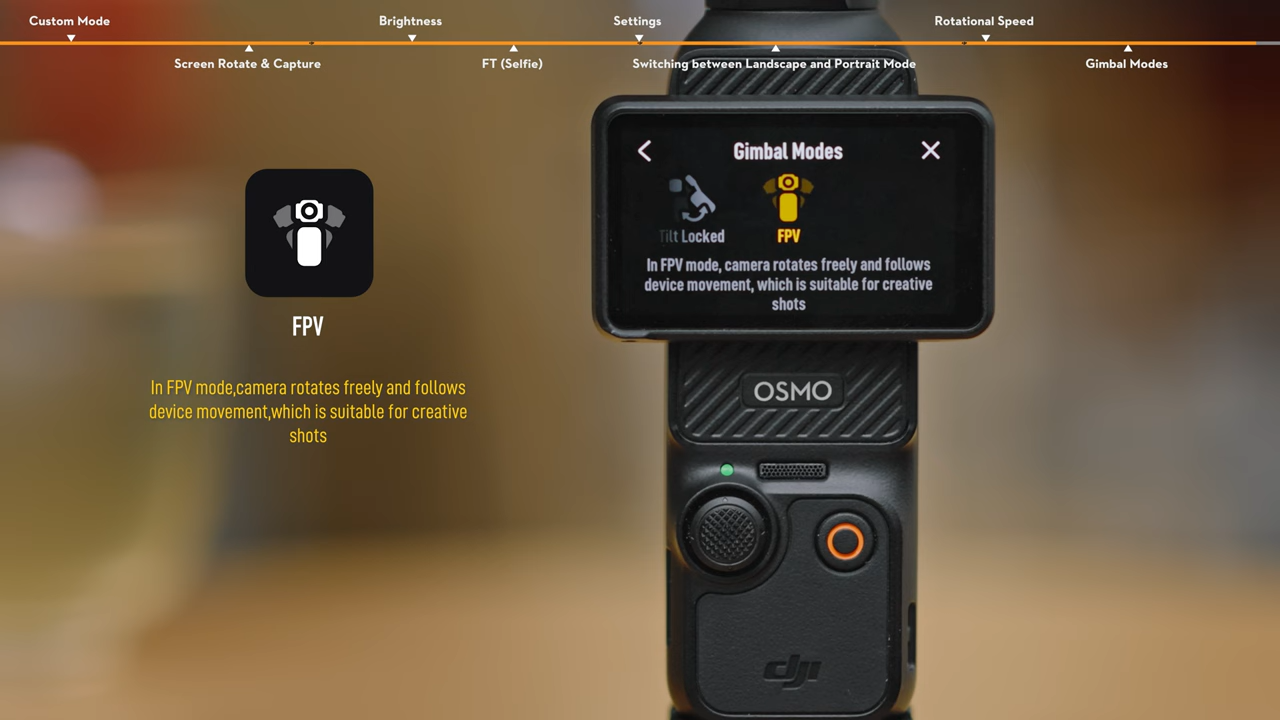 Custom Mode
Brightness
Settings
Rotational Speed
Screen Rotate & Capture
FT (Selfie)
Switching between Landscape and Portrait Mode
Gimbal Modes
Gimbal Modes
Tilt Locked
FPV
In FPV mode, camera rotates freely and follows
device movement, which is suitable for creative
shots
FPV
In FPV mode,camera rotates freely and follows
device movement,which is suitable for creative
shots
OSMO
dji